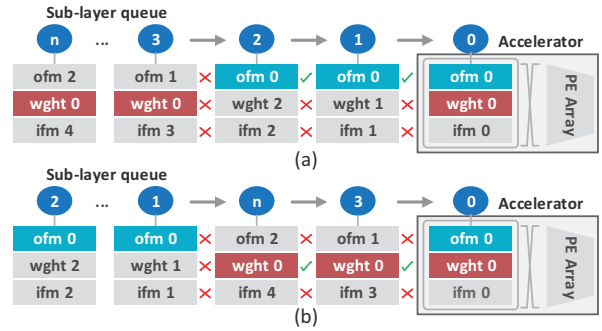 Sub-layer queue
n ... 3 2 1 0 Accelerator
ofm 2 ofm 1 ofm 0 ofm 0 ofm 0
wght 0 wght 0 wght 2 wght 1 wght 0
ifm 4 ifm 3 ifm 2 ifm 1 ifm 0
PE Array
(a)
Sub-layer queue
2 ... 1 n 3 0 Accelerator
ofm 0 ofm 0 ofm 2 ofm 1 ofm 0
wght 2 wght 1 wght 0 wght 0 wght 0
ifm 2 ifm 1 ifm 4 ifm 3 ifm 0
PE Array
(b)